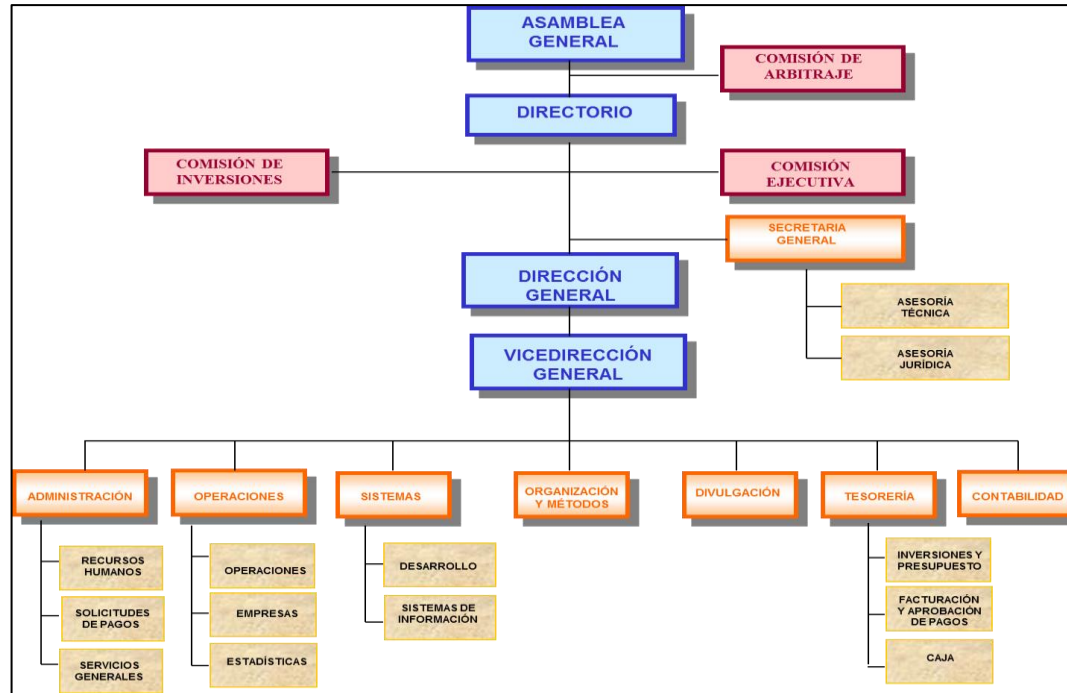 ASAMBLEA
GENERAL
COMISIÓN DE
ARBITRAJE
DIRECTORIO
COMISIÓN DE
INVERSIONES
COMISIÓN
EJECUTIVA
SECRETARIA
GENERAL
DIRECCIÓN
GENERAL
ASESORÍA
TÉCNICA
VICEDIRECCIÓN
GENERAL
ASESORÍA
JURÍDICA
ADMINISTRACIÓN
OPERACIONES
SISTEMAS
ORGANIZACIÓN
Y MÉTODOS
DIVULGACIÓN
TESORERÍA
CONTABILIDAD
RECURSOS
HUMANOS
SOLICITUDES
DE PAGOS
SERVICIOS
GENERALES
OPERACIONES
EMPRESAS
ESTADÍSTICAS
DESARROLLO
SISTEMAS DE
INFORMACIÓN
INVERSIONES Y
PRESUPUESTO
FACTURACIÓN
Y APROBACIÓN
DE PAGOS
CAJA